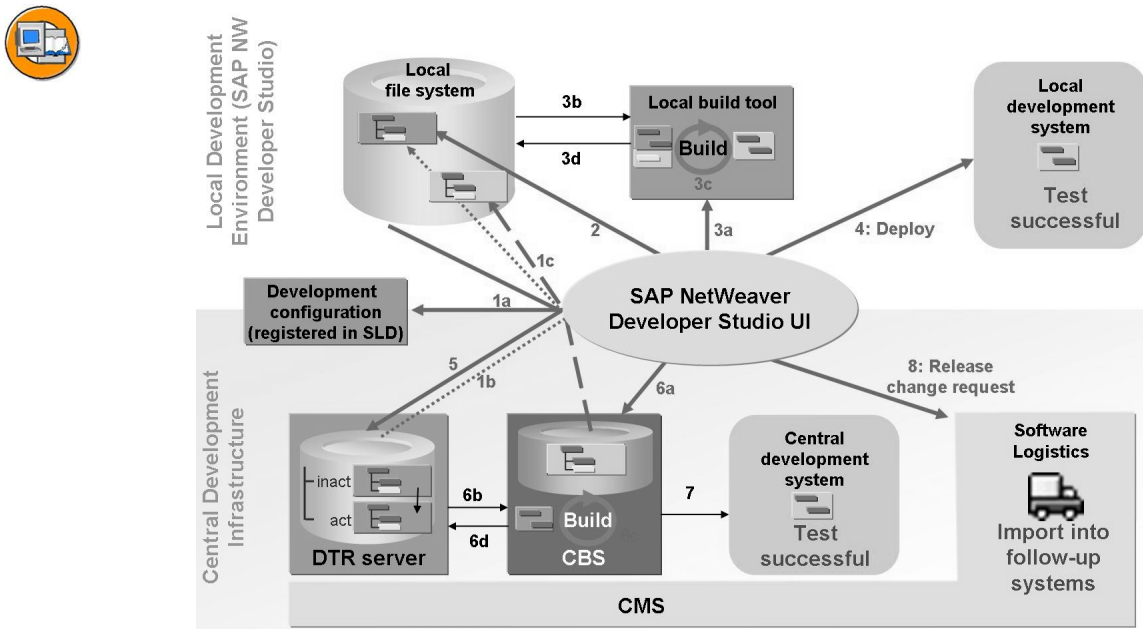 Local Development
Environment (SAP NW
Developer Studio)
Local
file system
3b
3d
Local build tool
Build
3c
Local
development
system
Test
successful
2
3a
4: Deploy
1c
SAP NetWeaver
Developer Studio UI
Development
configuration
(registered in SLD)
1a
5
1b
6a
8: Release
change request
Central Development
Infrastructure
inact
act
DTR server
6b
6d
Build
CBS
7
Central
development
system
Test
successful
Software
Logistics
Import into
follow-up
systems
CMS